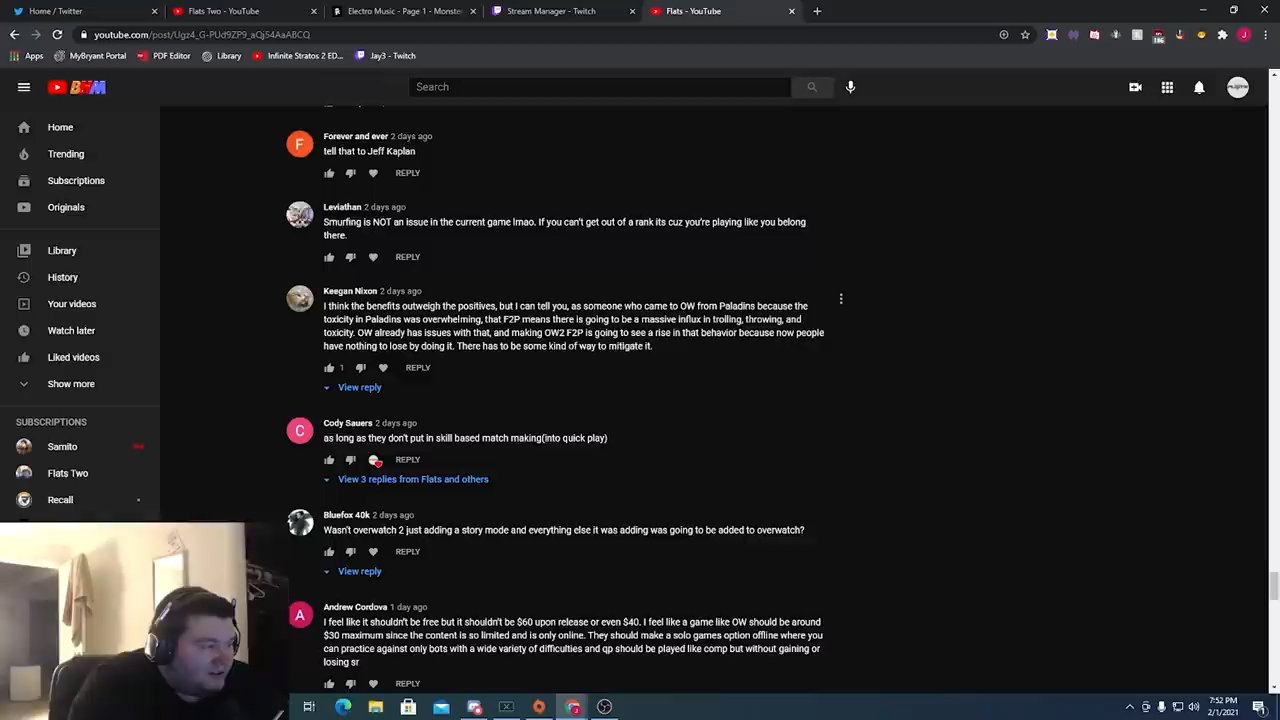 Home / Twitter
Flats Two - YouTube
Electro Music - Page 1 - Monste
Stream Manager - Twitch
Flats - YouTube
youtube.com/post/Ugz4_G-PUd9ZP9_aQj54AaABCQ
Apps
MyBryant Portal
PDF Editor
Library
Infinite Stratos 2 ED...
Jay3 - Twitch
Search
Home
Trending
Subscriptions
Originals
Library
History
Your videos
Watch later
Liked videos
Show more
SUBSCRIPTIONS
Samito
Flats Two
Recall
Forever and ever 2 days ago
tell that to Jeff Kaplan
REPLY
Leviathan 2 days ago
Smurfing is NOT an issue in the current game lmao. If you can't get out of a rank its cuz you're playing like you belong
there.
REPLY
Keegan Nixon 2 days ago
I think the benefits outweigh the positives, but I can tell you, as someone who came to OW from Paladins because the
toxicity in Paladins was overwhelming, that F2P means there is going to be a massive influx in trolling, throwing, and
toxicity. OW already has issues with that, and making OW2 F2P is going to see a rise in that behavior because now people
have nothing to lose by doing it. There has to be some kind of way to mitigate it.
1 REPLY
View reply
C
Cody Sauers 2 days ago
as long as they don't put in skill based match making(into quick play)
REPLY
View 3 replies from Flats and others
Bluefox 40k 2 days ago
Wasn't overwatch 2 just adding a story mode and everything else it was adding was going to be added to overwatch?
REPLY
View reply
A
Andrew Cordova 1 day ago
I feel like it shouldn't be free but it shouldn't be $60 upon release or even $40. I feel like a game like OW should be around
$30 maximum since the content is so limited and is only online. They should make a solo games option offline where you
can practice against only bots with a wide variety of difficulties and qp should be played like comp but without gaining or
losing sr
REPLY
7:52 PM
2/1/2021